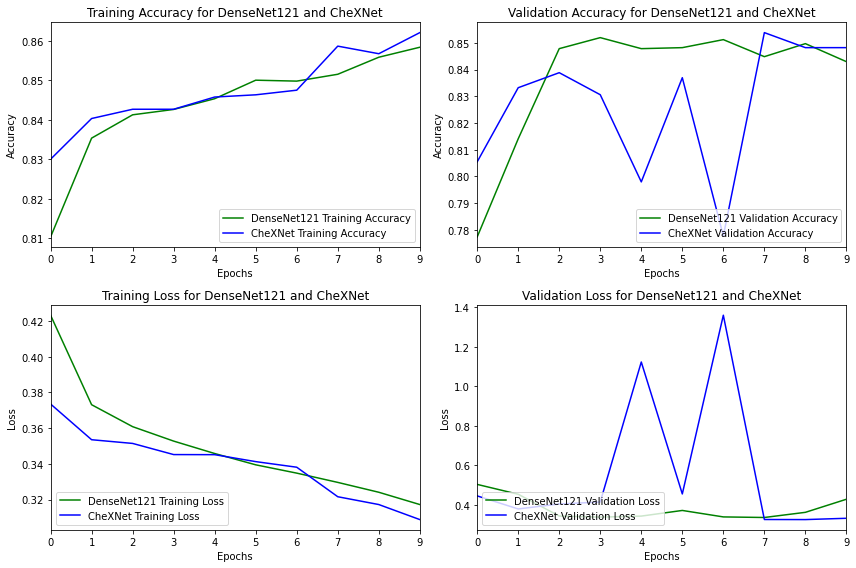 Training Accuracy for DenseNet121 and CheXNet
0.86
0.85
0.84
0.83
0.82
0.81
Accuracy
DenseNet121 Training Accuracy
CheXNet Training Accuracy
0 1 2 3 4 5 6 7 8 9
Epochs
Validation Accuracy for DenseNet121 and CheXNet
0.85
0.84
0.83
0.82
0.81
0.80
0.79
0.78
Accuracy
DenseNet121 Validation Accuracy
CheXNet Validation Accuracy
0 1 2 3 4 5 6 7 8 9
Epochs
Training Loss for DenseNet121 and CheXNet
0.42
0.40
0.38
0.36
0.34
0.32
Loss
DenseNet121 Training Loss
CheXNet Training Loss
0 1 2 3 4 5 6 7 8 9
Epochs
Validation Loss for DenseNet121 and CheXNet
1.4
1.2
1.0
0.8
0.6
0.4
Loss
DenseNet121 Validation Loss
CheXNet Validation Loss
0 1 2 3 4 5 6 7 8 9
Epochs